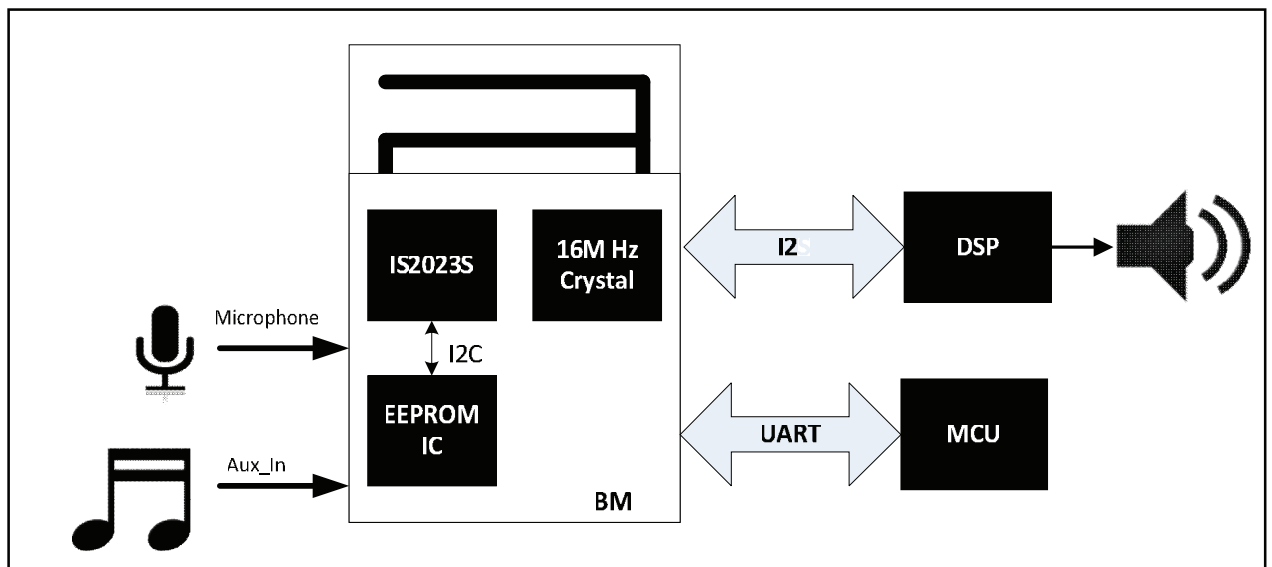 IS2023S
16M Hz
Crystal
I2S
DSP
Microphone
I2C
EEPROM
IC
UART
MCU
Aux_In
BM